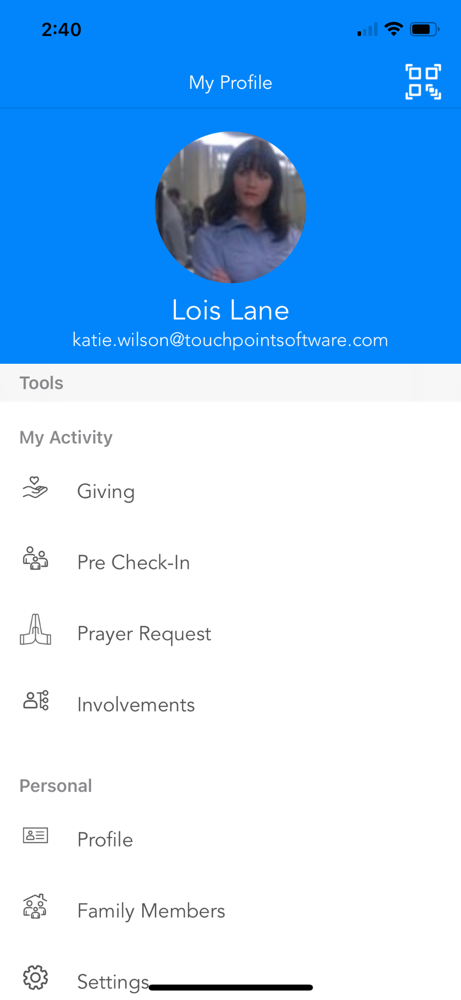 2:40
My Profile
Lois Lane
katie.wilson@touchpointsoftware.com
Tools
My Activity
Giving
Pre Check-In
Prayer Request
Involvements
Personal
Profile
Family Members
Settings